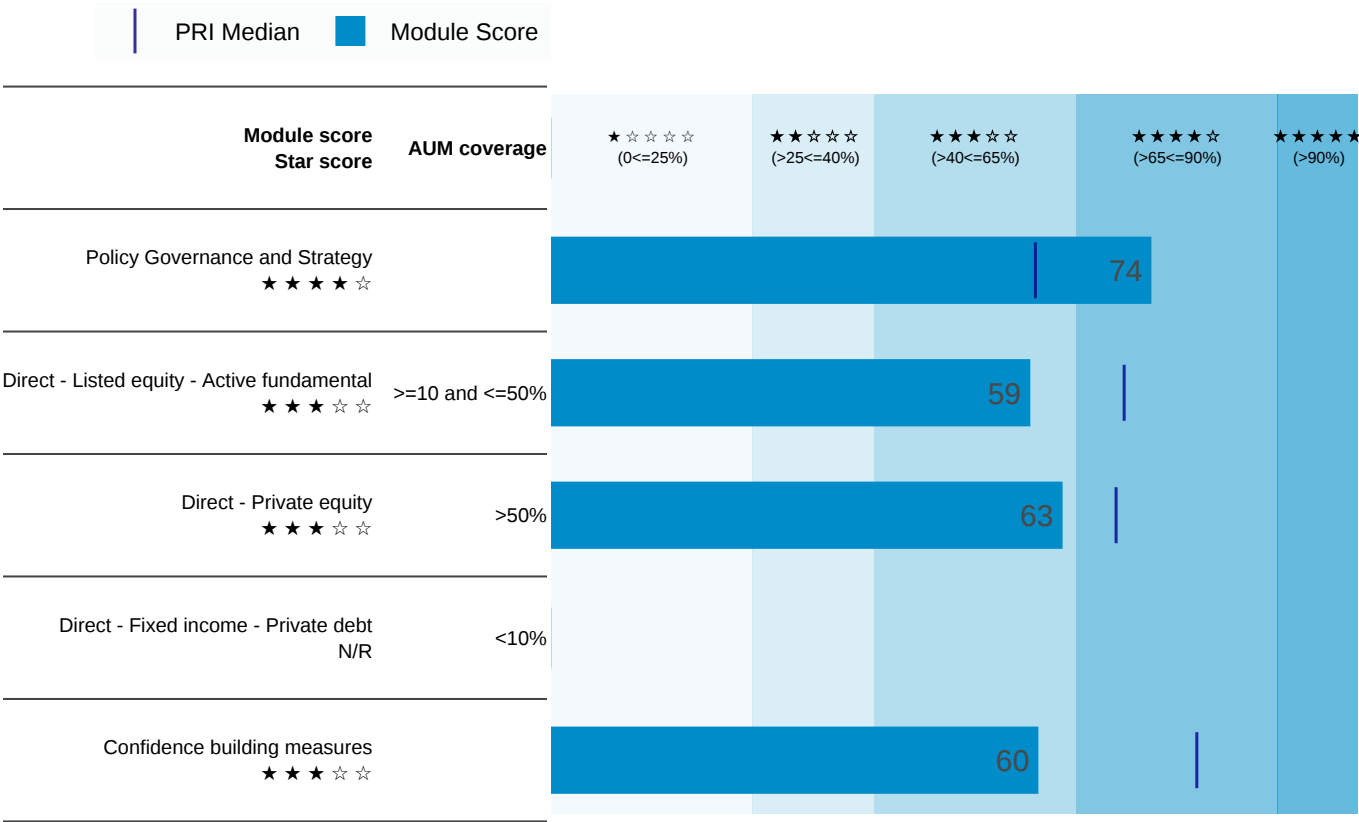 PRI Median Module Score
Module score
Star score
AUM coverage
★☆☆☆☆
(0<=25%)
★★☆☆☆
(>25<=40%)
★★★☆☆
(>40<=65%)
★★★★☆
(>65<=90%)
★★★★★
(>90%)
Policy Governance and Strategy
★★★★☆
74
Direct - Listed equity - Active fundamental
★★★☆☆
>=10 and <=50%
59
Direct - Private equity
★★★☆☆
>50%
63
Direct - Fixed income - Private debt
N/R
<10%
Confidence building measures
★★★☆☆
60